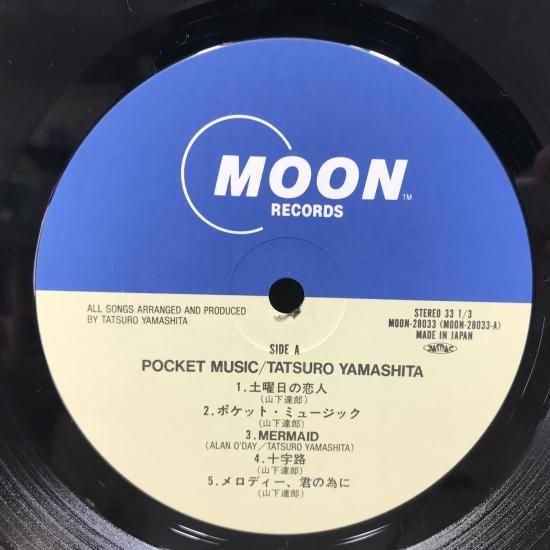 MOON
TM
RECORDS
ALL SONGS ARRANGED AND PRODUCED
BY TATSURO YAMASHITA
STEREO 33 1/3
MOON-28033 (MOON-28033-A)
MADE IN JAPAN
JASRAC
SIDE A
POCKET MUSIC/TATSURO YAMASHITA
1.土曜日の恋人
(山下達郎)
2.ポケット・ミュージック
(山下達郎)
3.MERMAID
(ALAN O'DAY/TATSURO YAMASHITA)
4.十字路
(山下達郎)
5.メロディー、君の為に
(山下達郎)